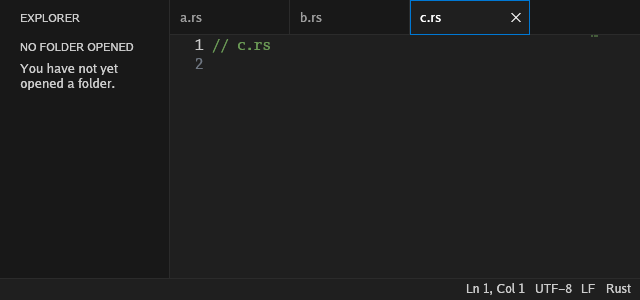 EXPLORER
NO FOLDER OPENED
You have not yet
opened a folder.
a.rs
b.rs
c.rs
1 // c.rs
2
Ln 1, Col 1 UTF-8 LF Rust